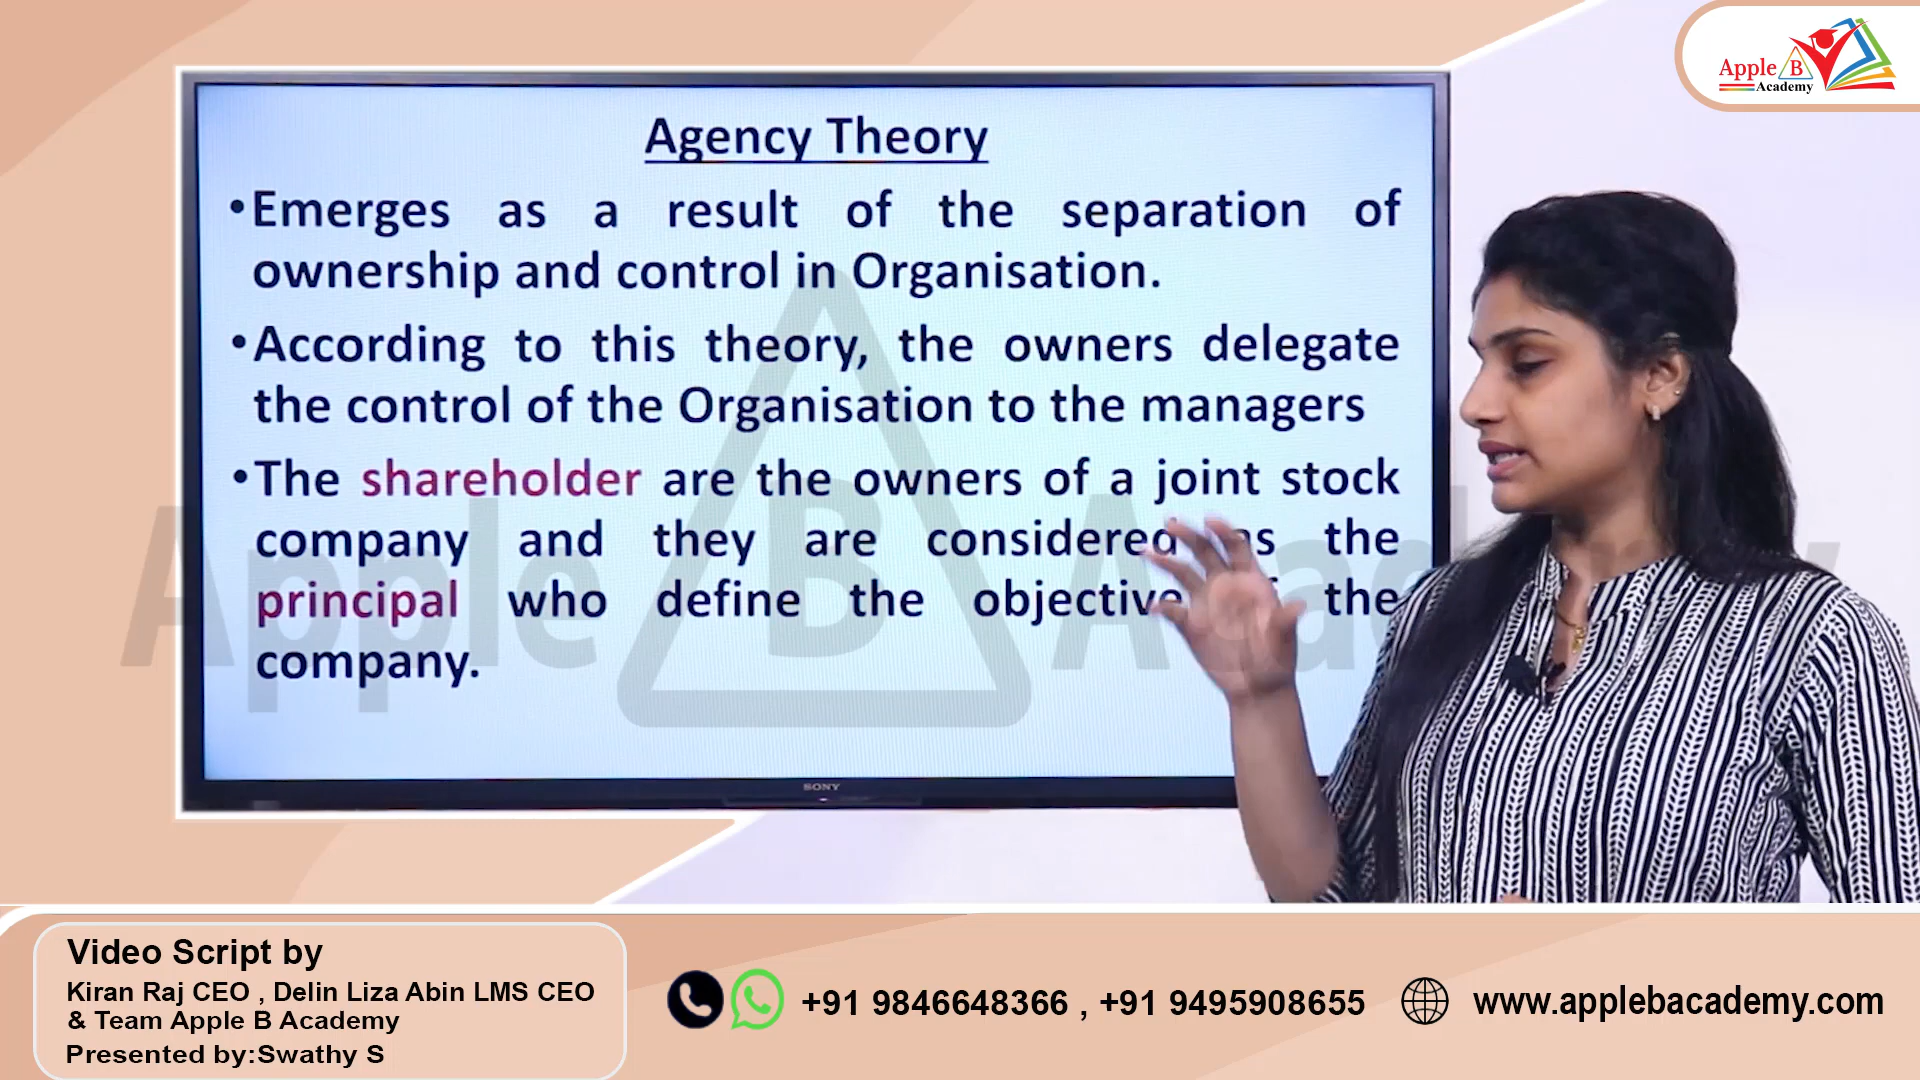 Apple B
Academy
Agency Theory
•Emerges as a result of the separation of
ownership and control in Organisation.
•According to this theory, the owners delegate
the control of the Organisation to the managers
•The shareholder are the owners of a joint stock
company and they are considered as the
principal who define the objective the
company.
Apple B Academy
SONY
Video Script by
Kiran Raj CEO , Delin Liza Abin LMS CEO
& Team Apple B Academy
Presented by:Swathy S
+91 9846648366 , +91 9495908655
www.applebacademy.com